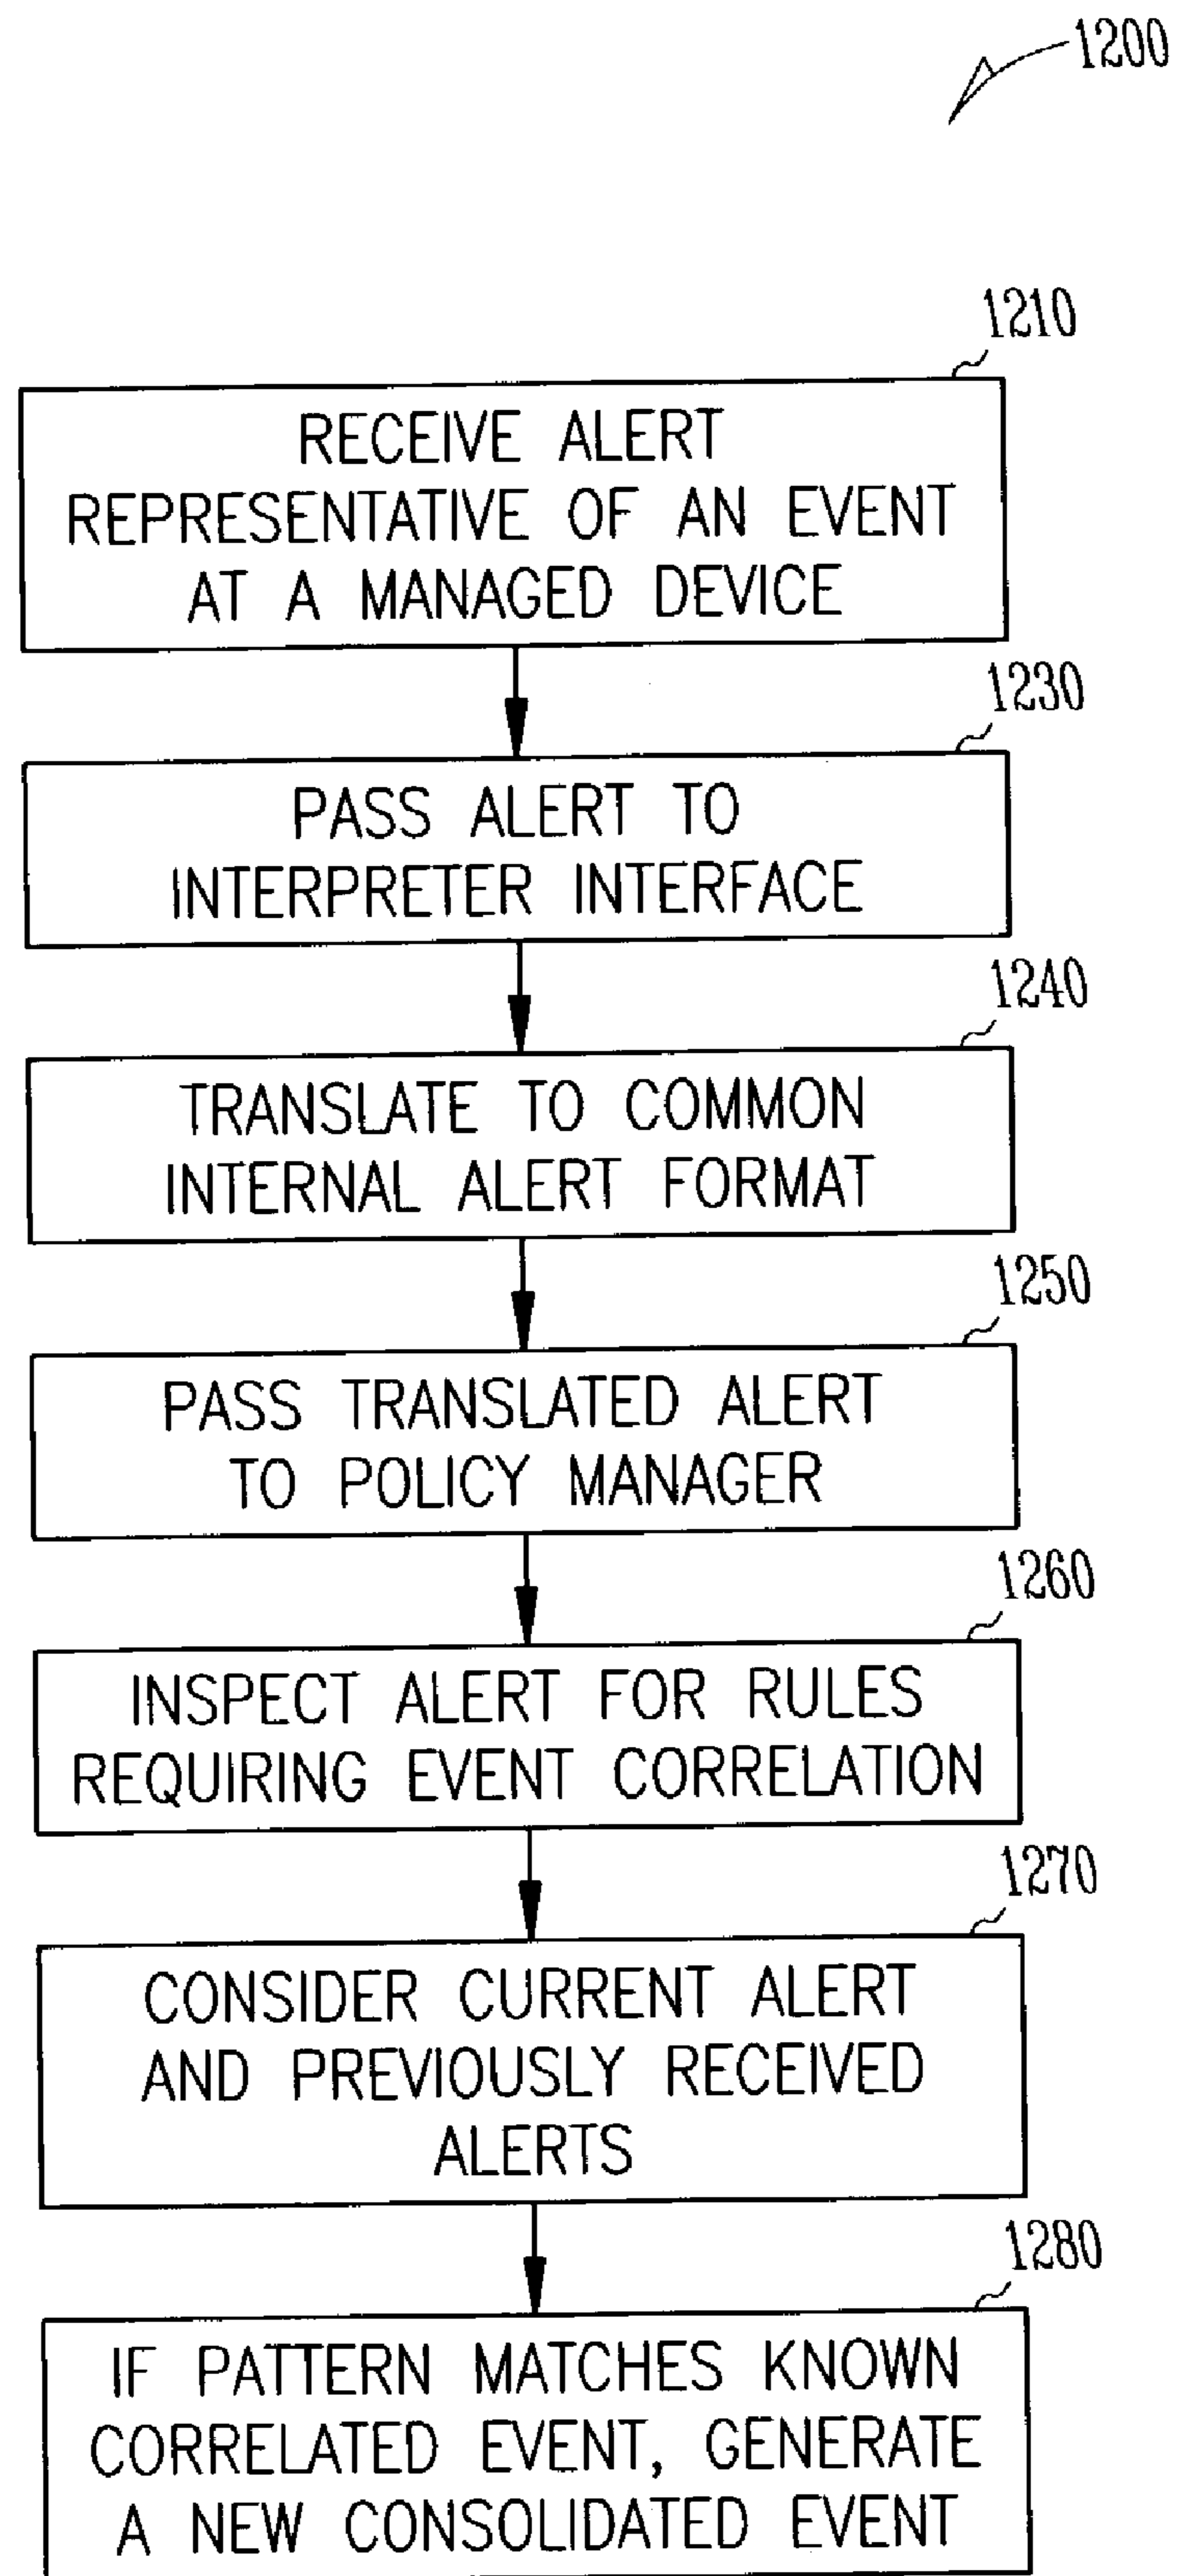 1200
1210
RECEIVE ALERT
REPRESENTATIVE OF AN EVENT
AT A MANAGED DEVICE
1230
PASS ALERT TO
INTERPRETER INTERFACE
1240
TRANSLATE TO COMMON
INTERNAL ALERT FORMAT
1250
PASS TRANSLATED ALERT
TO POLICY MANAGER
1260
INSPECT ALERT FOR RULES
REQUIRING EVENT CORRELATION
1270
CONSIDER CURRENT ALERT
AND PREVIOUSLY RECEIVED
ALERTS
1280
IF PATTERN MATCHES KNOWN
CORRELATED EVENT, GENERATE
A NEW CONSOLIDATED EVENT